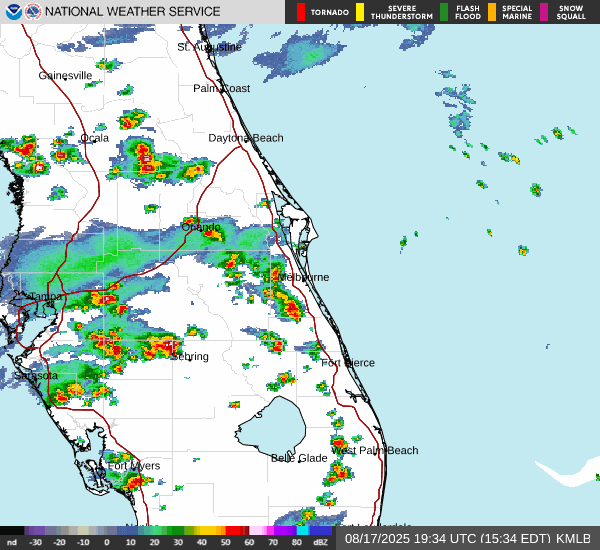 NATIONAL WEATHER SERVICE
TORNADO
SEVERE THUNDERSTORM
FLASH FLOOD
SPECIAL MARINE
SNOW SQUALL
St. Augustine
Gainesville
Palm Coast
Ocala
Daytona Beach
Orlando
Melbourne
Tampa
Sebring
Fort Pierce
Sarasota
West Palm Beach
Belle Glade
Fort Myers
nd -30 -20 -10 0 10 20 30 40 50 60 70 80 dBZ
08/17/2025 19:34 UTC (15:34 EDT) KMLB